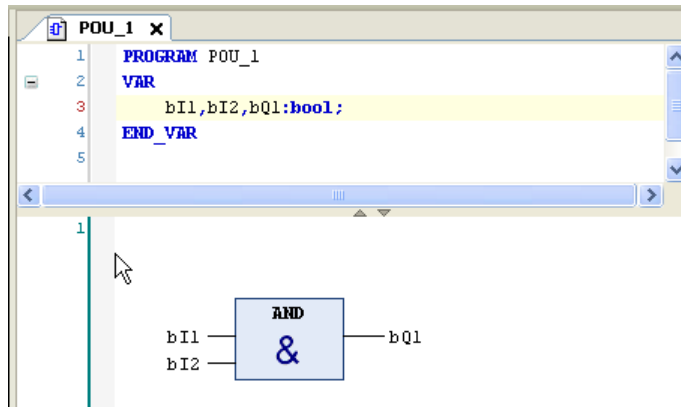 POU_1 X
1 PROGRAM POU_1
2 VAR
3 bI1,bI2,bQ1:bool;
4 END_VAR
5
1
AND
bI1 & bQ1
bI2